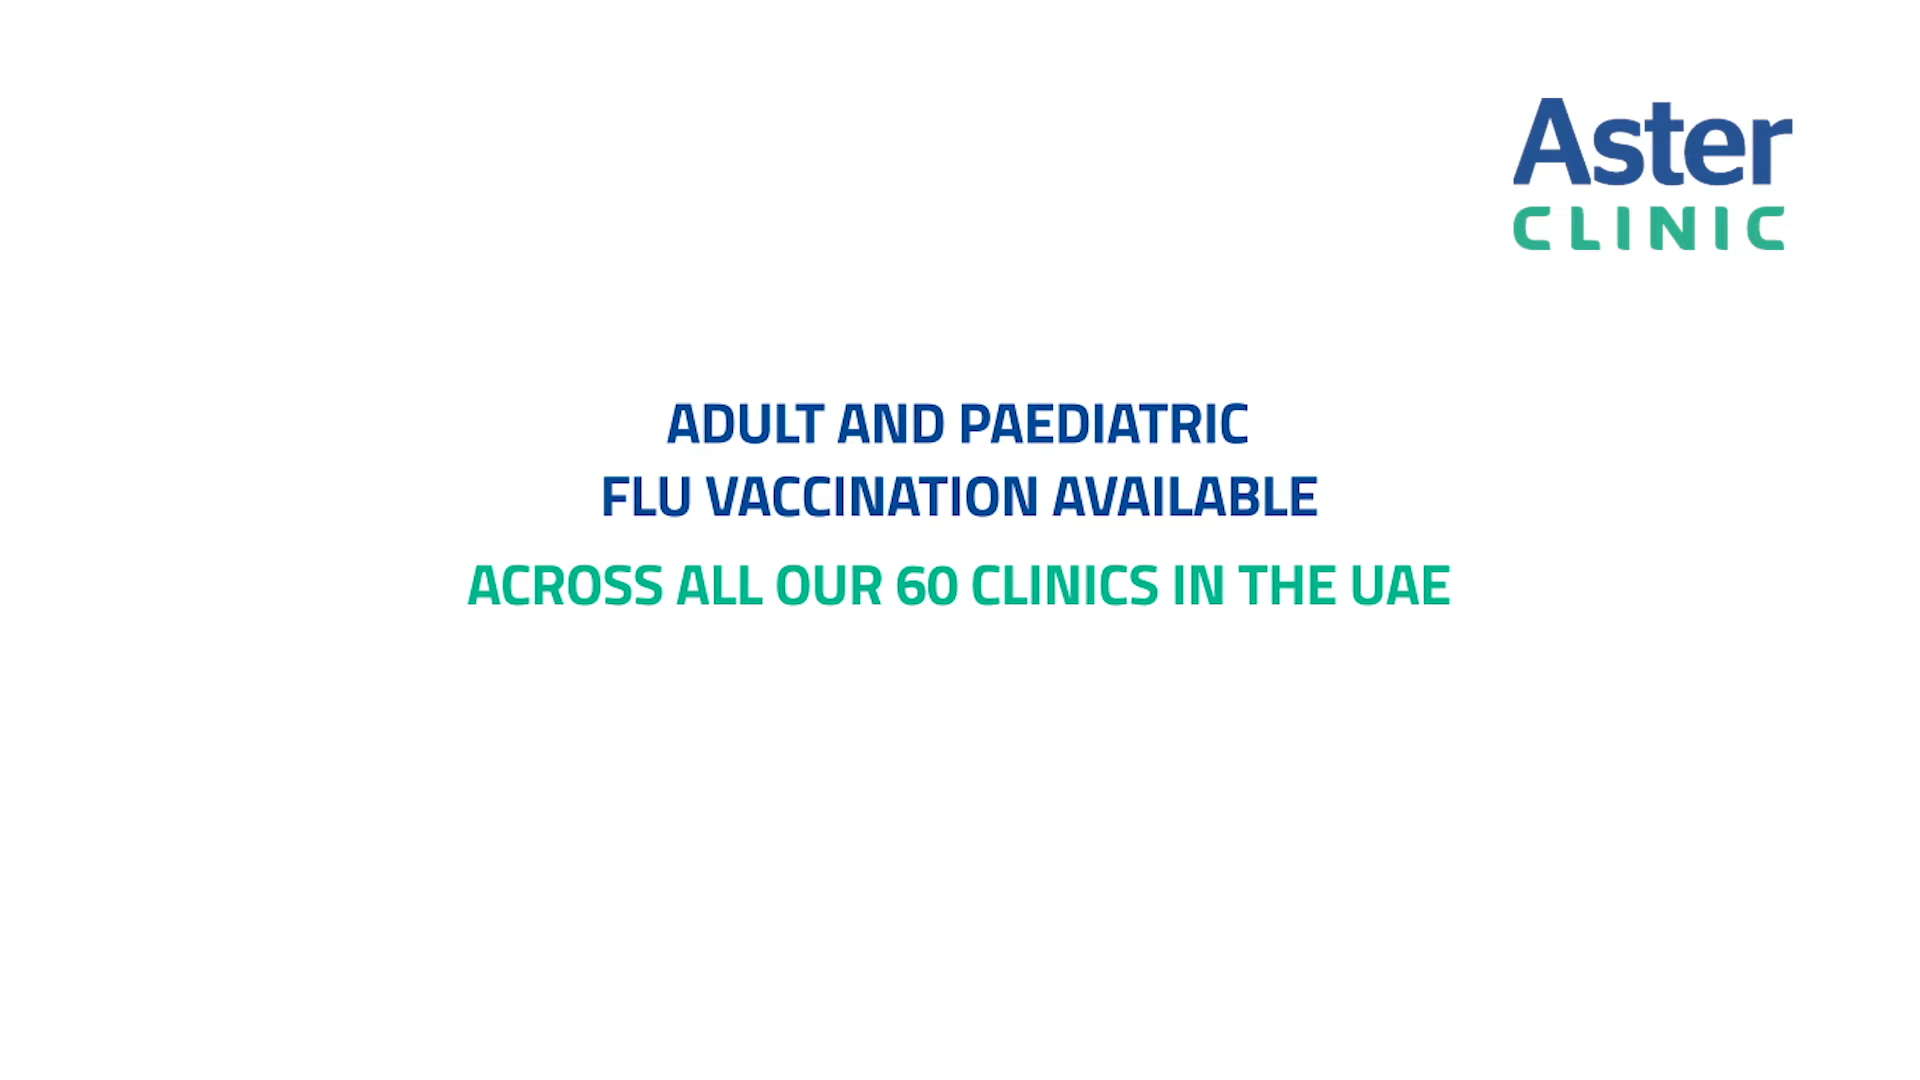 Aster
CLINIC
ADULT AND PAEDIATRIC
FLU VACCINATION AVAILABLE
ACROSS ALL OUR 60 CLINICS IN THE UAE